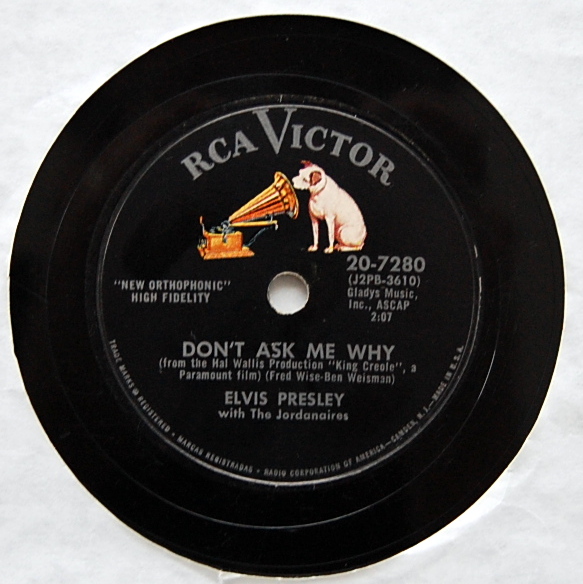 RCA VICTOR
20-7280
(J2PB-3610)
Gladys Music,
Inc., ASCAP
2:07
"NEW ORTHOPHONIC"
HIGH FIDELITY
DON'T ASK ME WHY
(from the Hal Wallis Production "King Creole", a
Paramount film) (Fred Wise-Ben Weisman)
ELVIS PRESLEY
with The Jordanaires
TRADE MARKS ® REGISTERED • MARCAS REGISTRADAS • RADIO CORPORATION OF AMERICA—CAMDEN, N. J.—MADE IN U.S.A.